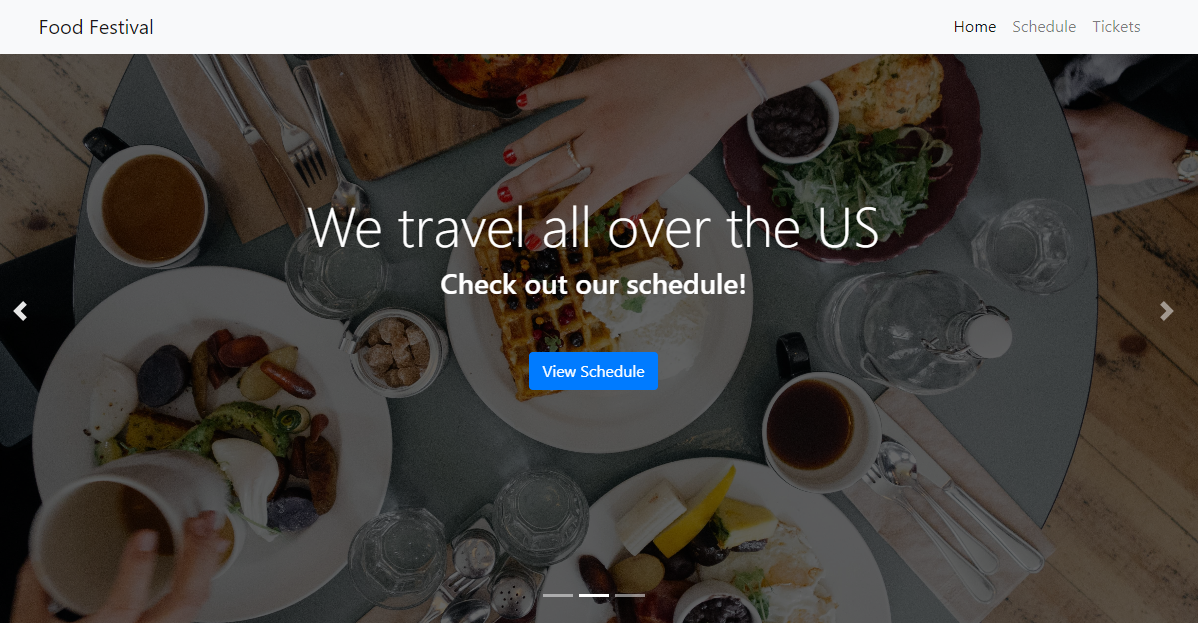 Food Festival
Home Schedule Tickets
We travel all over the US
Check out our schedule!
View Schedule